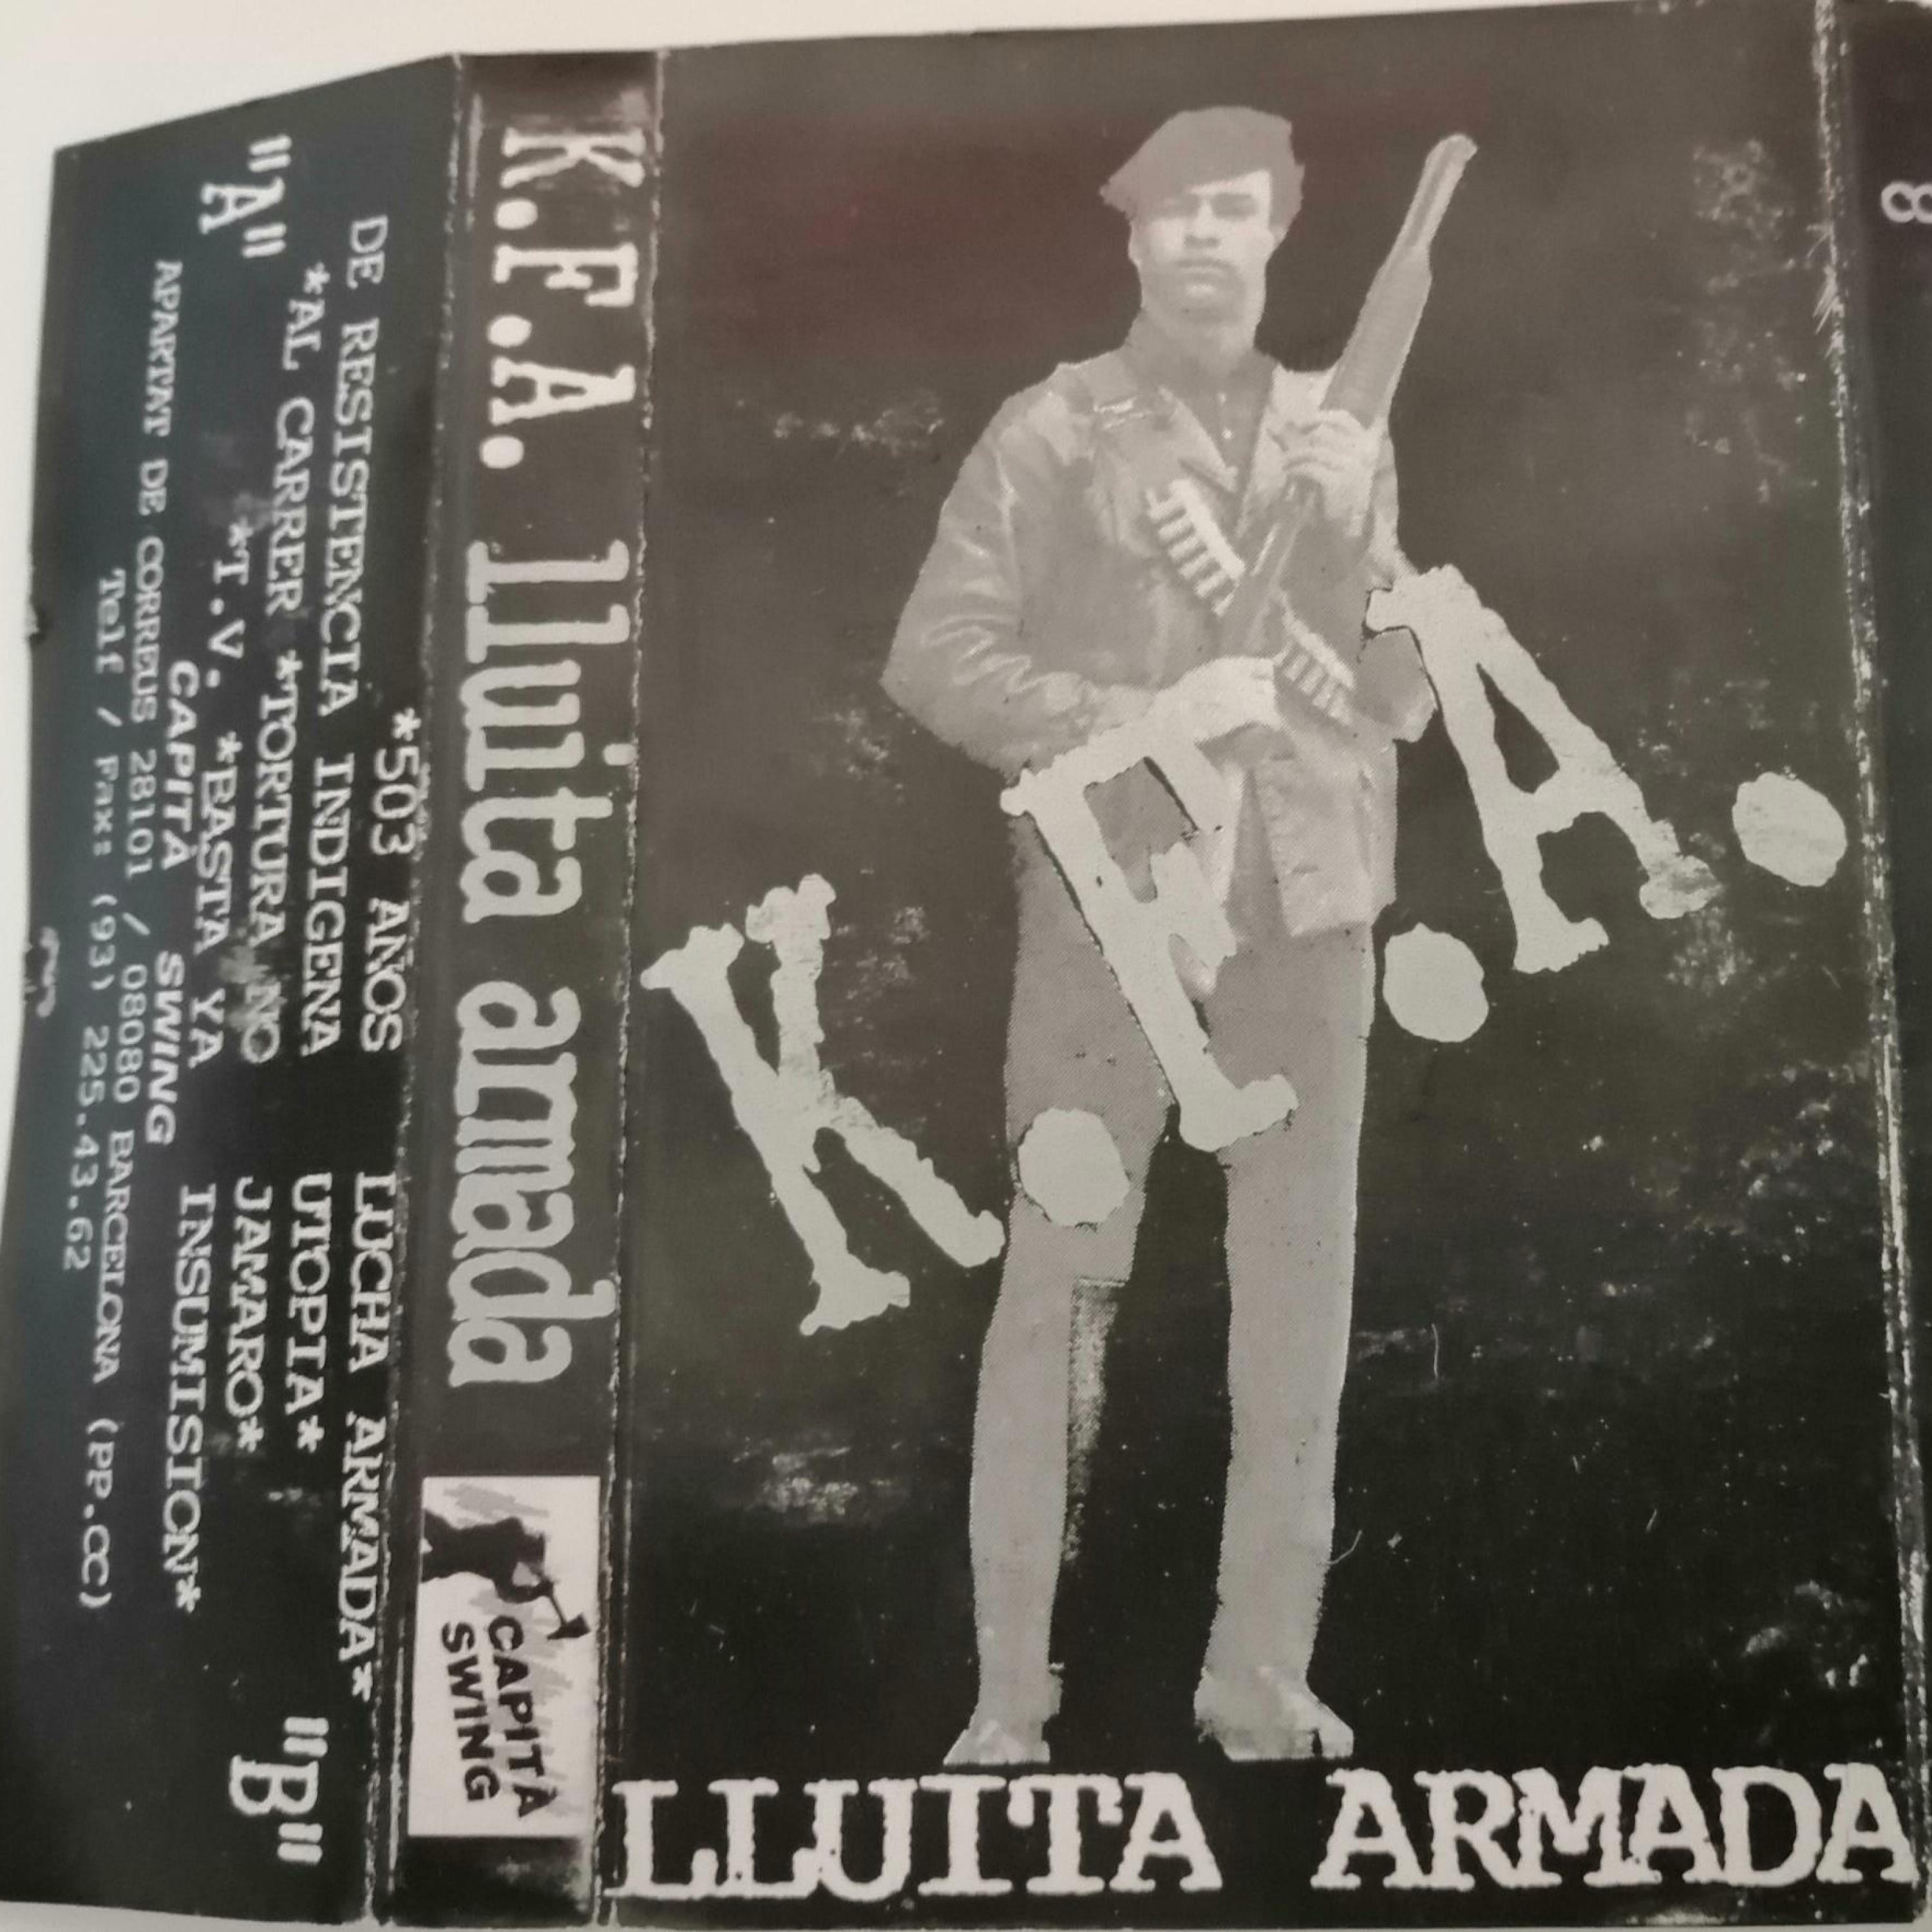 K.E.A.
LLUITA ARMADA
K.E.A. lluita armada
CAPITÀ
SWING
*503 AÑOS
DE RESISTENCIA INDIGENA
*AL CARRER *TORTURA NO
*T.V. *BASTA YA
"A"
LUCHA ARMADA*
UTOPIA*
JAMARO*
INSUMISION*
"B"
CAPITÀ SWING
APARTAT DE CORREUS 28101 / 08080 BARCELONA (PP.CC)
Telf / Fax: (93) 225.43.62
8